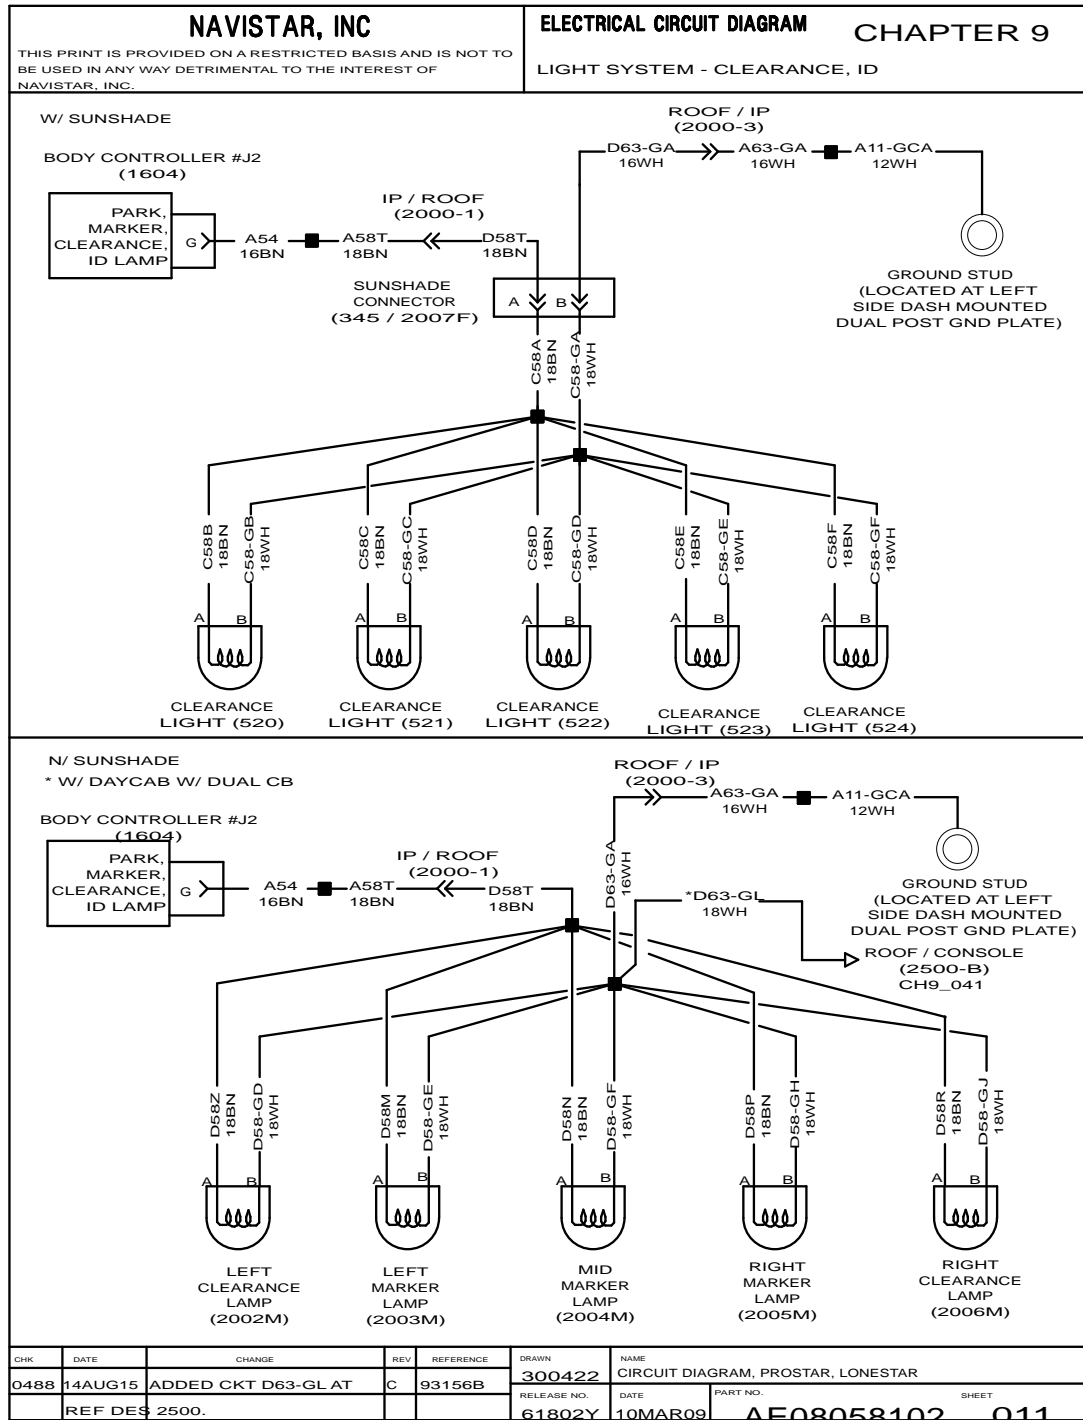 NAVISTAR, INC
THIS PRINT IS PROVIDED ON A RESTRICTED BASIS AND IS NOT TO
BE USED IN ANY WAY DETRIMENTAL TO THE INTEREST OF
NAVISTAR, INC.
ELECTRICAL CIRCUIT DIAGRAM
CHAPTER 9
LIGHT SYSTEM - CLEARANCE, ID
W/ SUNSHADE
BODY CONTROLLER #J2
(1604)
PARK,
MARKER,
CLEARANCE,
ID LAMP
G
A54
16BN
A58T
18BN
IP / ROOF
(2000-1)
D58T
18BN
ROOF / IP
(2000-3)
D63-GA
16WH
A63-GA
16WH
A11-GCA
12WH
GROUND STUD
(LOCATED AT LEFT
SIDE DASH MOUNTED
DUAL POST GND PLATE)
SUNSHADE
CONNECTOR
(345 / 2007F)
A
B
C58A
18BN
C58-GA
18WH
C58B
18BN
C58-GB
18WH
C58C
18BN
C58-GC
18WH
C58D
18BN
C58-GD
18WH
C58E
18BN
C58-GE
18WH
C58F
18BN
C58-GF
18WH
A
B
A
B
A
B
A
B
A
B
CLEARANCE
LIGHT (520)
CLEARANCE
LIGHT (521)
CLEARANCE
LIGHT (522)
CLEARANCE
LIGHT (523)
CLEARANCE
LIGHT (524)
N/ SUNSHADE
* W/ DAYCAB W/ DUAL CB
BODY CONTROLLER #J2
(1604)
PARK,
MARKER,
CLEARANCE,
ID LAMP
G
A54
16BN
A58T
18BN
IP / ROOF
(2000-1)
D58T
18BN
ROOF / IP
(2000-3)
A63-GA
16WH
A11-GCA
12WH
D63-GA
16WH
GROUND STUD
(LOCATED AT LEFT
SIDE DASH MOUNTED
DUAL POST GND PLATE)
*D63-GL
18WH
ROOF / CONSOLE
(2500-B)
CH9_041
D58Z
18BN
D58-GD
18WH
D58M
18BN
D58-GE
18WH
D58N
18BN
D58-GF
18WH
D58P
18BN
D58-GH
18WH
D58R
18BN
D58-GJ
18WH
A
B
A
B
A
B
A
B
A
B
LEFT
CLEARANCE
LAMP
(2002M)
LEFT
MARKER
LAMP
(2003M)
MID
MARKER
LAMP
(2004M)
RIGHT
MARKER
LAMP
(2005M)
RIGHT
CLEARANCE
LAMP
(2006M)
CHK
DATE
CHANGE
REV
REFERENCE
0488
14AUG15
ADDED CKT D63-GL AT
C
93156B
REF DES 2500.
DRAWN
300422
NAME
CIRCUIT DIAGRAM, PROSTAR, LONESTAR
RELEASE NO.
61802Y
DATE
10MAR09
PART NO.
AE08058102
SHEET
011